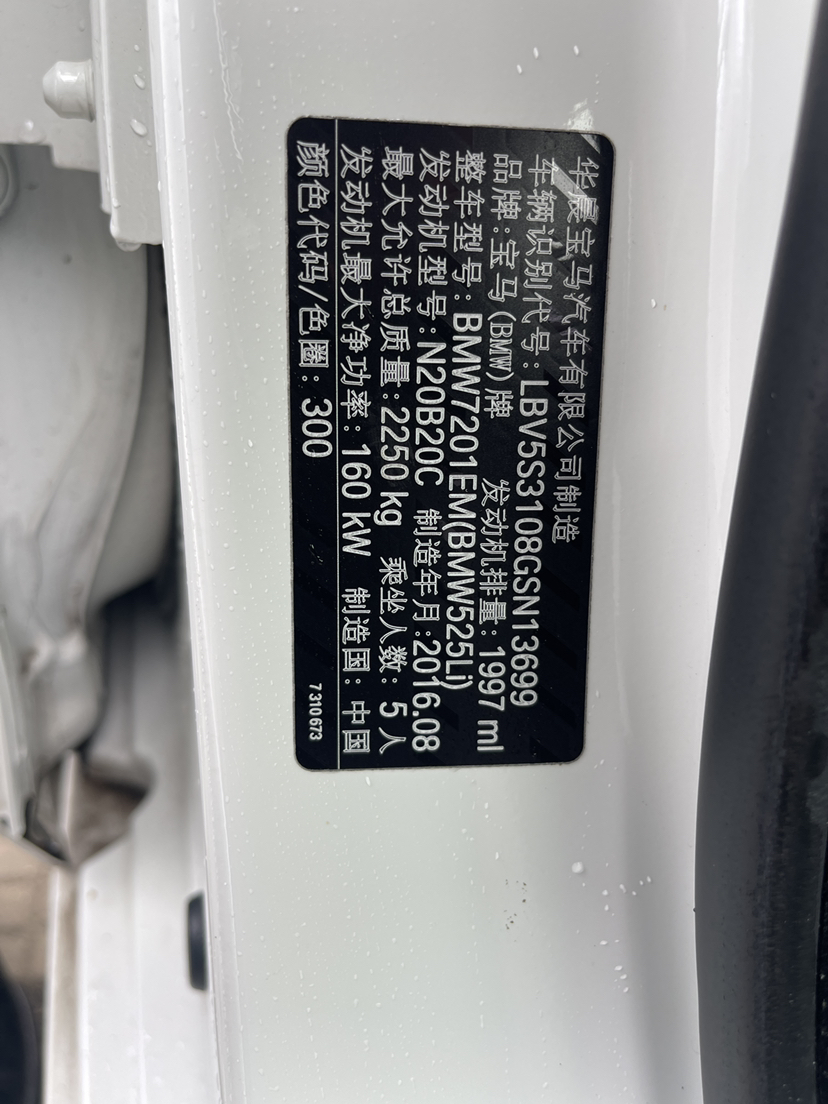 华晨宝马汽车有限公司制造
车辆识别代号:LBV5S3108GSN13699
品牌:宝马(BMW)牌 发动机排量:1997 ml
整车型号:BMW7201EM(BMW525Li)
发动机型号:N20B20C 制造年月:2016.08
最大允许总质量:2250 kg 乘坐人数:5人
发动机最大净功率:160 kW 制造国:中国
颜色代码/色圈:300 7310673